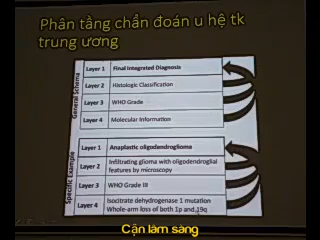 Phân tầng chẩn đoán u hệ tk
trung ương
General Schema
Layer 1 Final Integrated Diagnosis
Layer 2 Histologic Classification
Layer 3 WHO Grade
Layer 4 Molecular Information
Specific Example
Layer 1 Anaplastic oligodendroglioma
Layer 2 Infiltrating glioma with oligodendroglial
features by microscopy
Layer 3 WHO Grade III
Layer 4 Isocitrate dehydrogenase 1 mutation
Whole-arm loss of both 1p and 19q
Cận lâm sàng